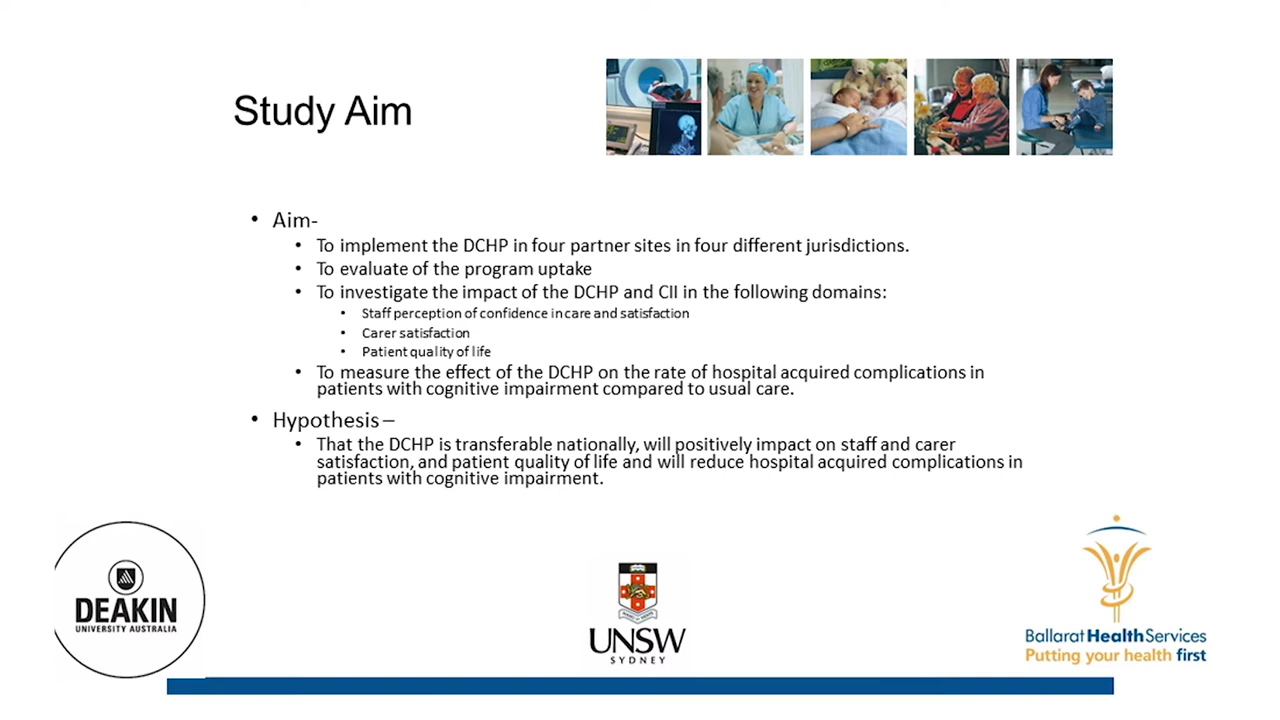 Study Aim
• Aim-
• To implement the DCHP in four partner sites in four different jurisdictions.
• To evaluate of the program uptake
• To investigate the impact of the DCHP and CII in the following domains:
• Staff perception of confidence in care and satisfaction
• Carer satisfaction
• Patient quality of life
• To measure the effect of the DCHP on the rate of hospital acquired complications in
patients with cognitive impairment compared to usual care.
• Hypothesis –
• That the DCHP is transferable nationally, will positively impact on staff and carer
satisfaction, and patient quality of life and will reduce hospital acquired complications in
patients with cognitive impairment.
DEAKIN
UNIVERSITY AUSTRALIA
UNSW
SYDNEY
Ballarat Health Services
Putting your health first